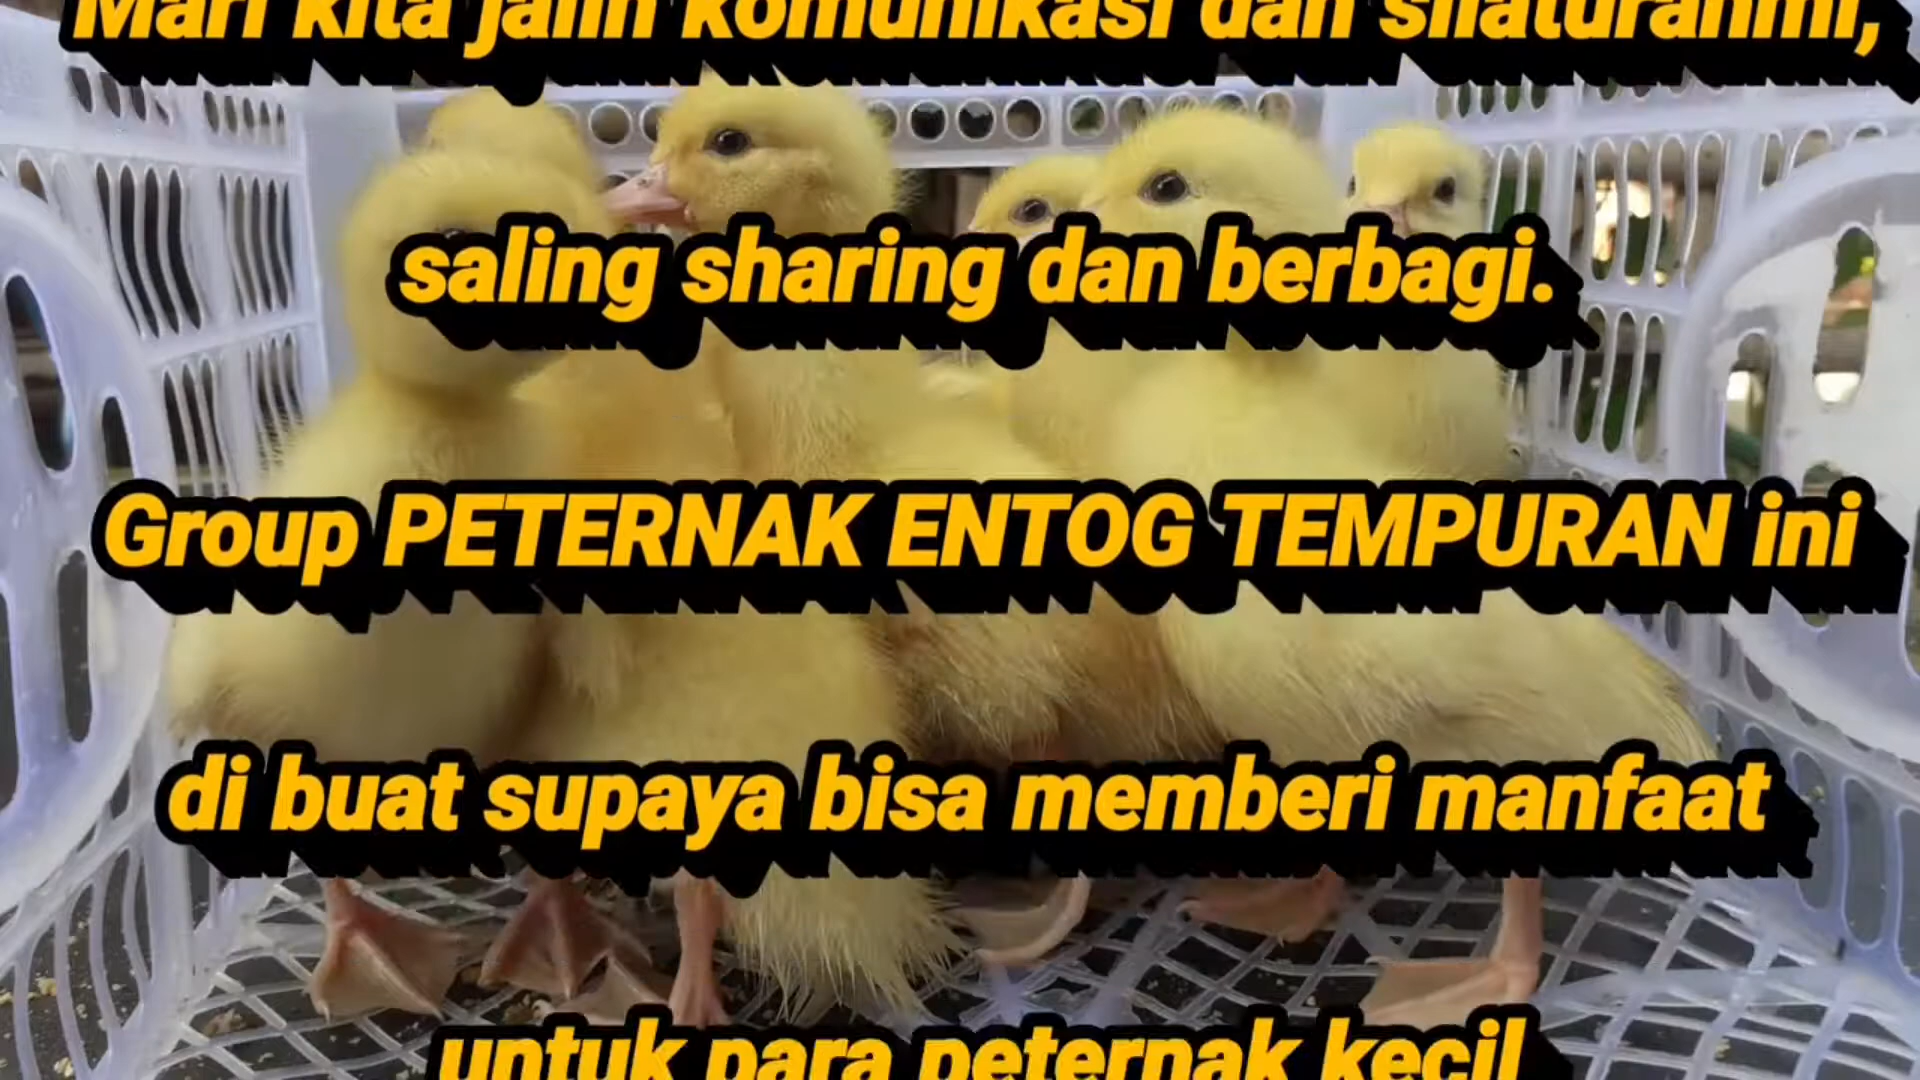 Mari kita jalin komunikasi dan silaturahmi,
saling sharing dan berbagi.
Group PETERNAK ENTOG TEMPURAN ini
di buat supaya bisa memberi manfaat
untuk para peternak kecil